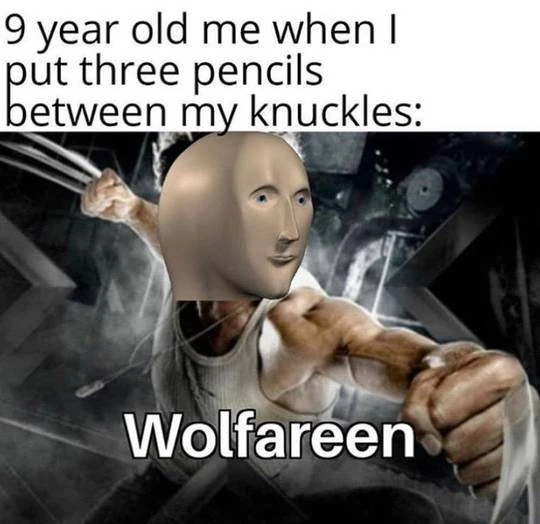 9 year old me when I
put three pencils
between my knuckles:
Wolfareen